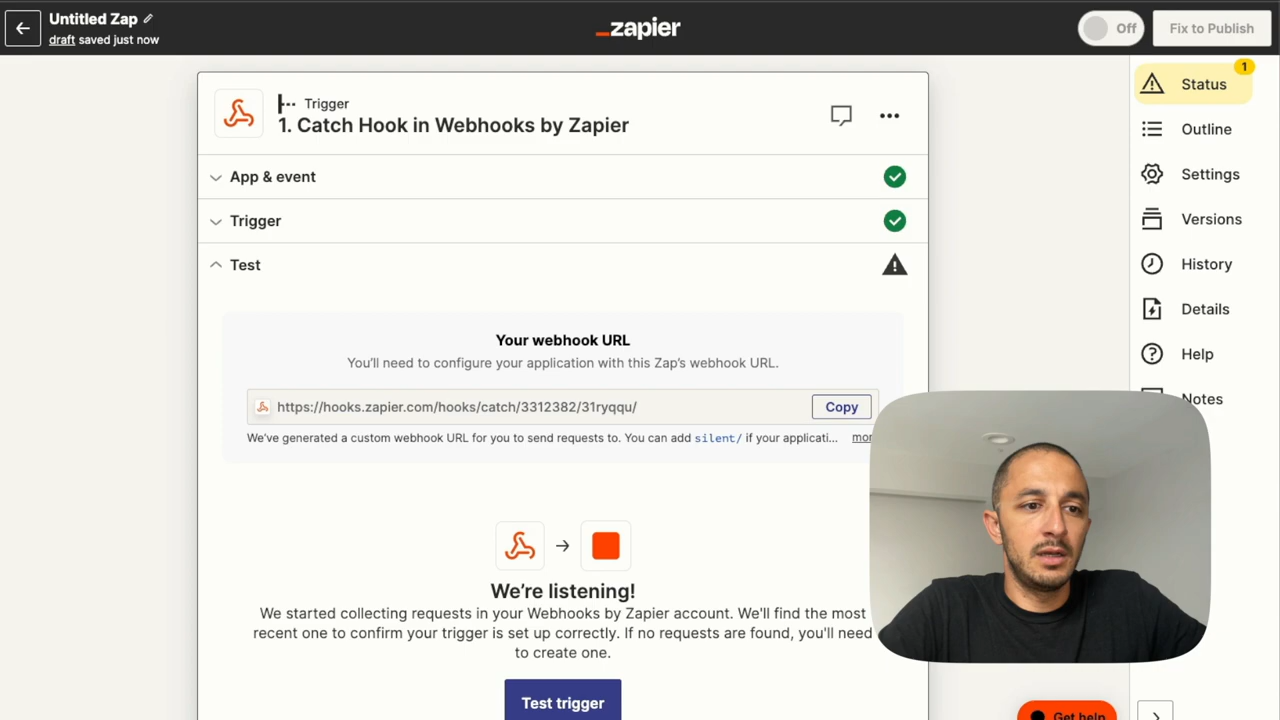 Untitled Zap
draft saved just now
zapier
Off
Fix to Publish
Trigger
1. Catch Hook in Webhooks by Zapier
App & event
Trigger
Test
Your webhook URL
You'll need to configure your application with this Zap's webhook URL.
https://hooks.zapier.com/hooks/catch/3312382/31ryqqu/
Copy
We've generated a custom webhook URL for you to send requests to. You can add silent/ if your applicati...
We're listening!
We started collecting requests in your Webhooks by Zapier account. We'll find the most
recent one to confirm your trigger is set up correctly. If no requests are found, you'll need
to create one.
Test trigger
1
Status
Outline
Settings
Versions
History
Details
Help
Notes
Get help